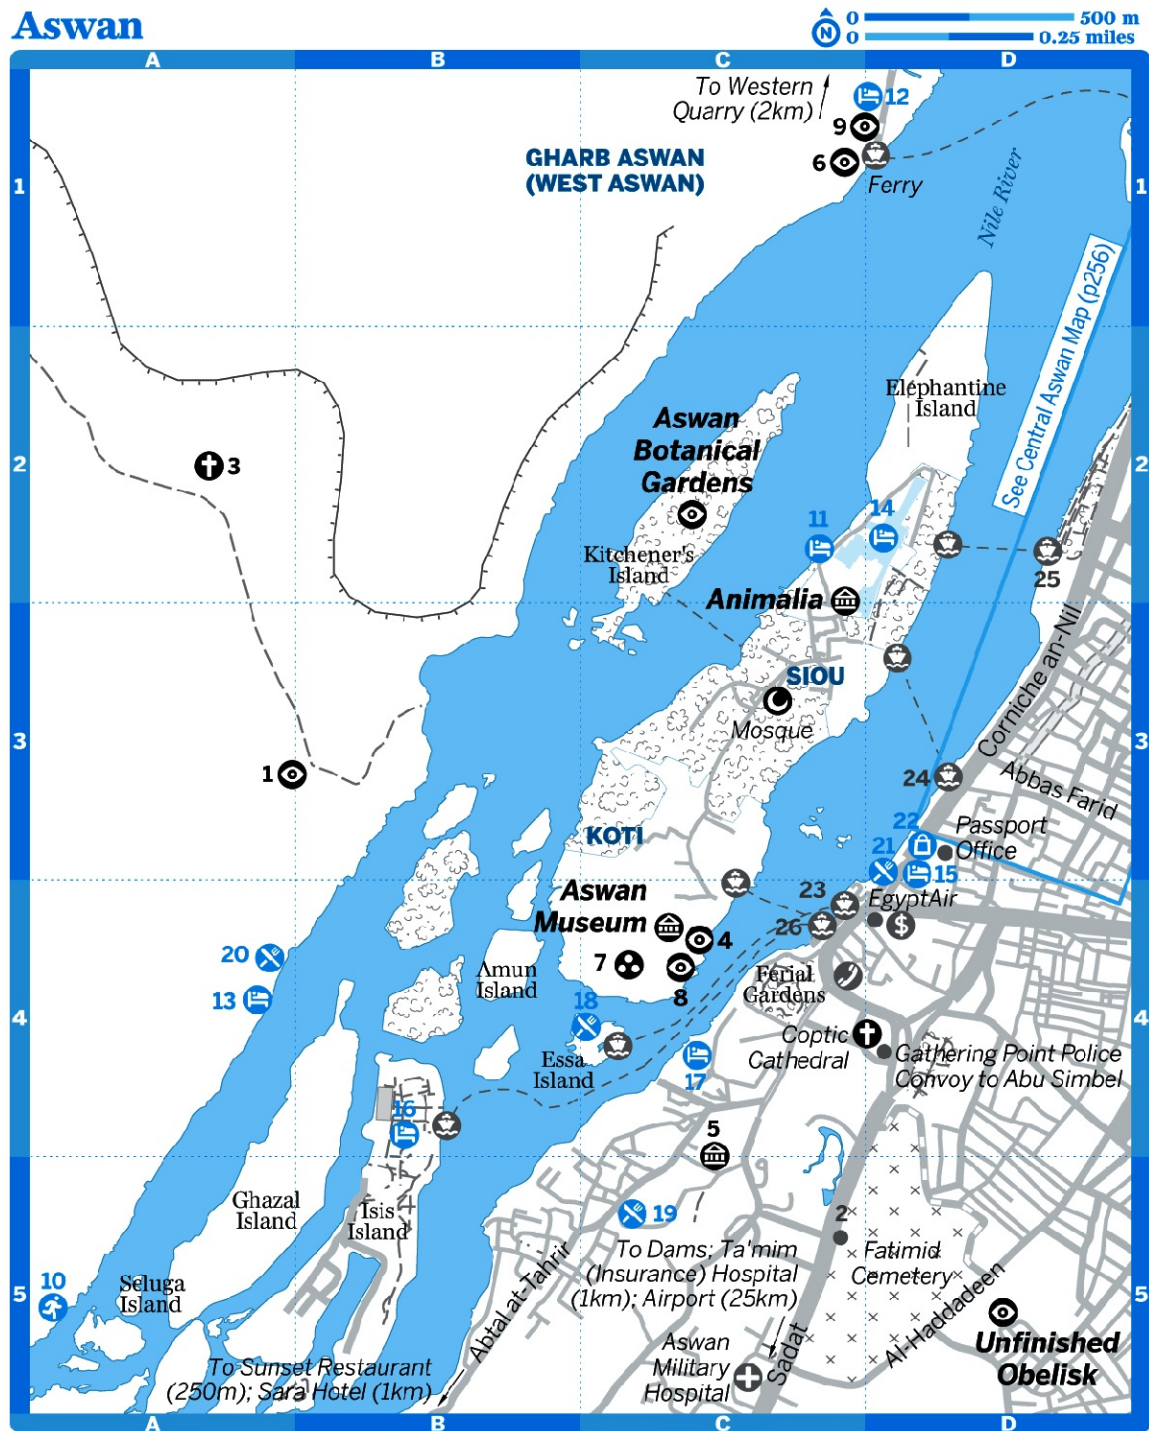 Aswan
0 500 m
N 0 0.25 miles
A B C D
To Western
Quarry (2km)
12
9
6
Ferry
GHARB ASWAN
(WEST ASWAN)
1 1
Nile River
See Central Aswan Map (p256)
Elephantine
Island
Aswan
Botanical
Gardens
2 2
3
11
14
Kitchener's
Island
25
Animalia
SIOU
Mosque
Corniche an-Nil
3 3
1
24
Abbas Farid
KOTI
22
Passport
Office
21
15
Aswan
Museum
23
EgyptAir
26
$
4
20
7
8
Amun
Island
Ferial
Gardens
13
18
4 4
Coptic
Cathedral
Essa
Island
17
Gathering Point Police
Convoy to Abu Simbel
16
5
Ghazal
Island
Isis
Island
19
2
To Dams; Ta'mim
(Insurance) Hospital
(1km); Airport (25km)
Fatimid
Cemetery
10
Seluga
Island
5 5
Abtal at-Tahrir
Al-Haddadeen
Unfinished
Obelisk
Aswan
Military
Hospital
Sadat
To Sunset Restaurant
(250m); Sara Hotel (1km)
A B C D